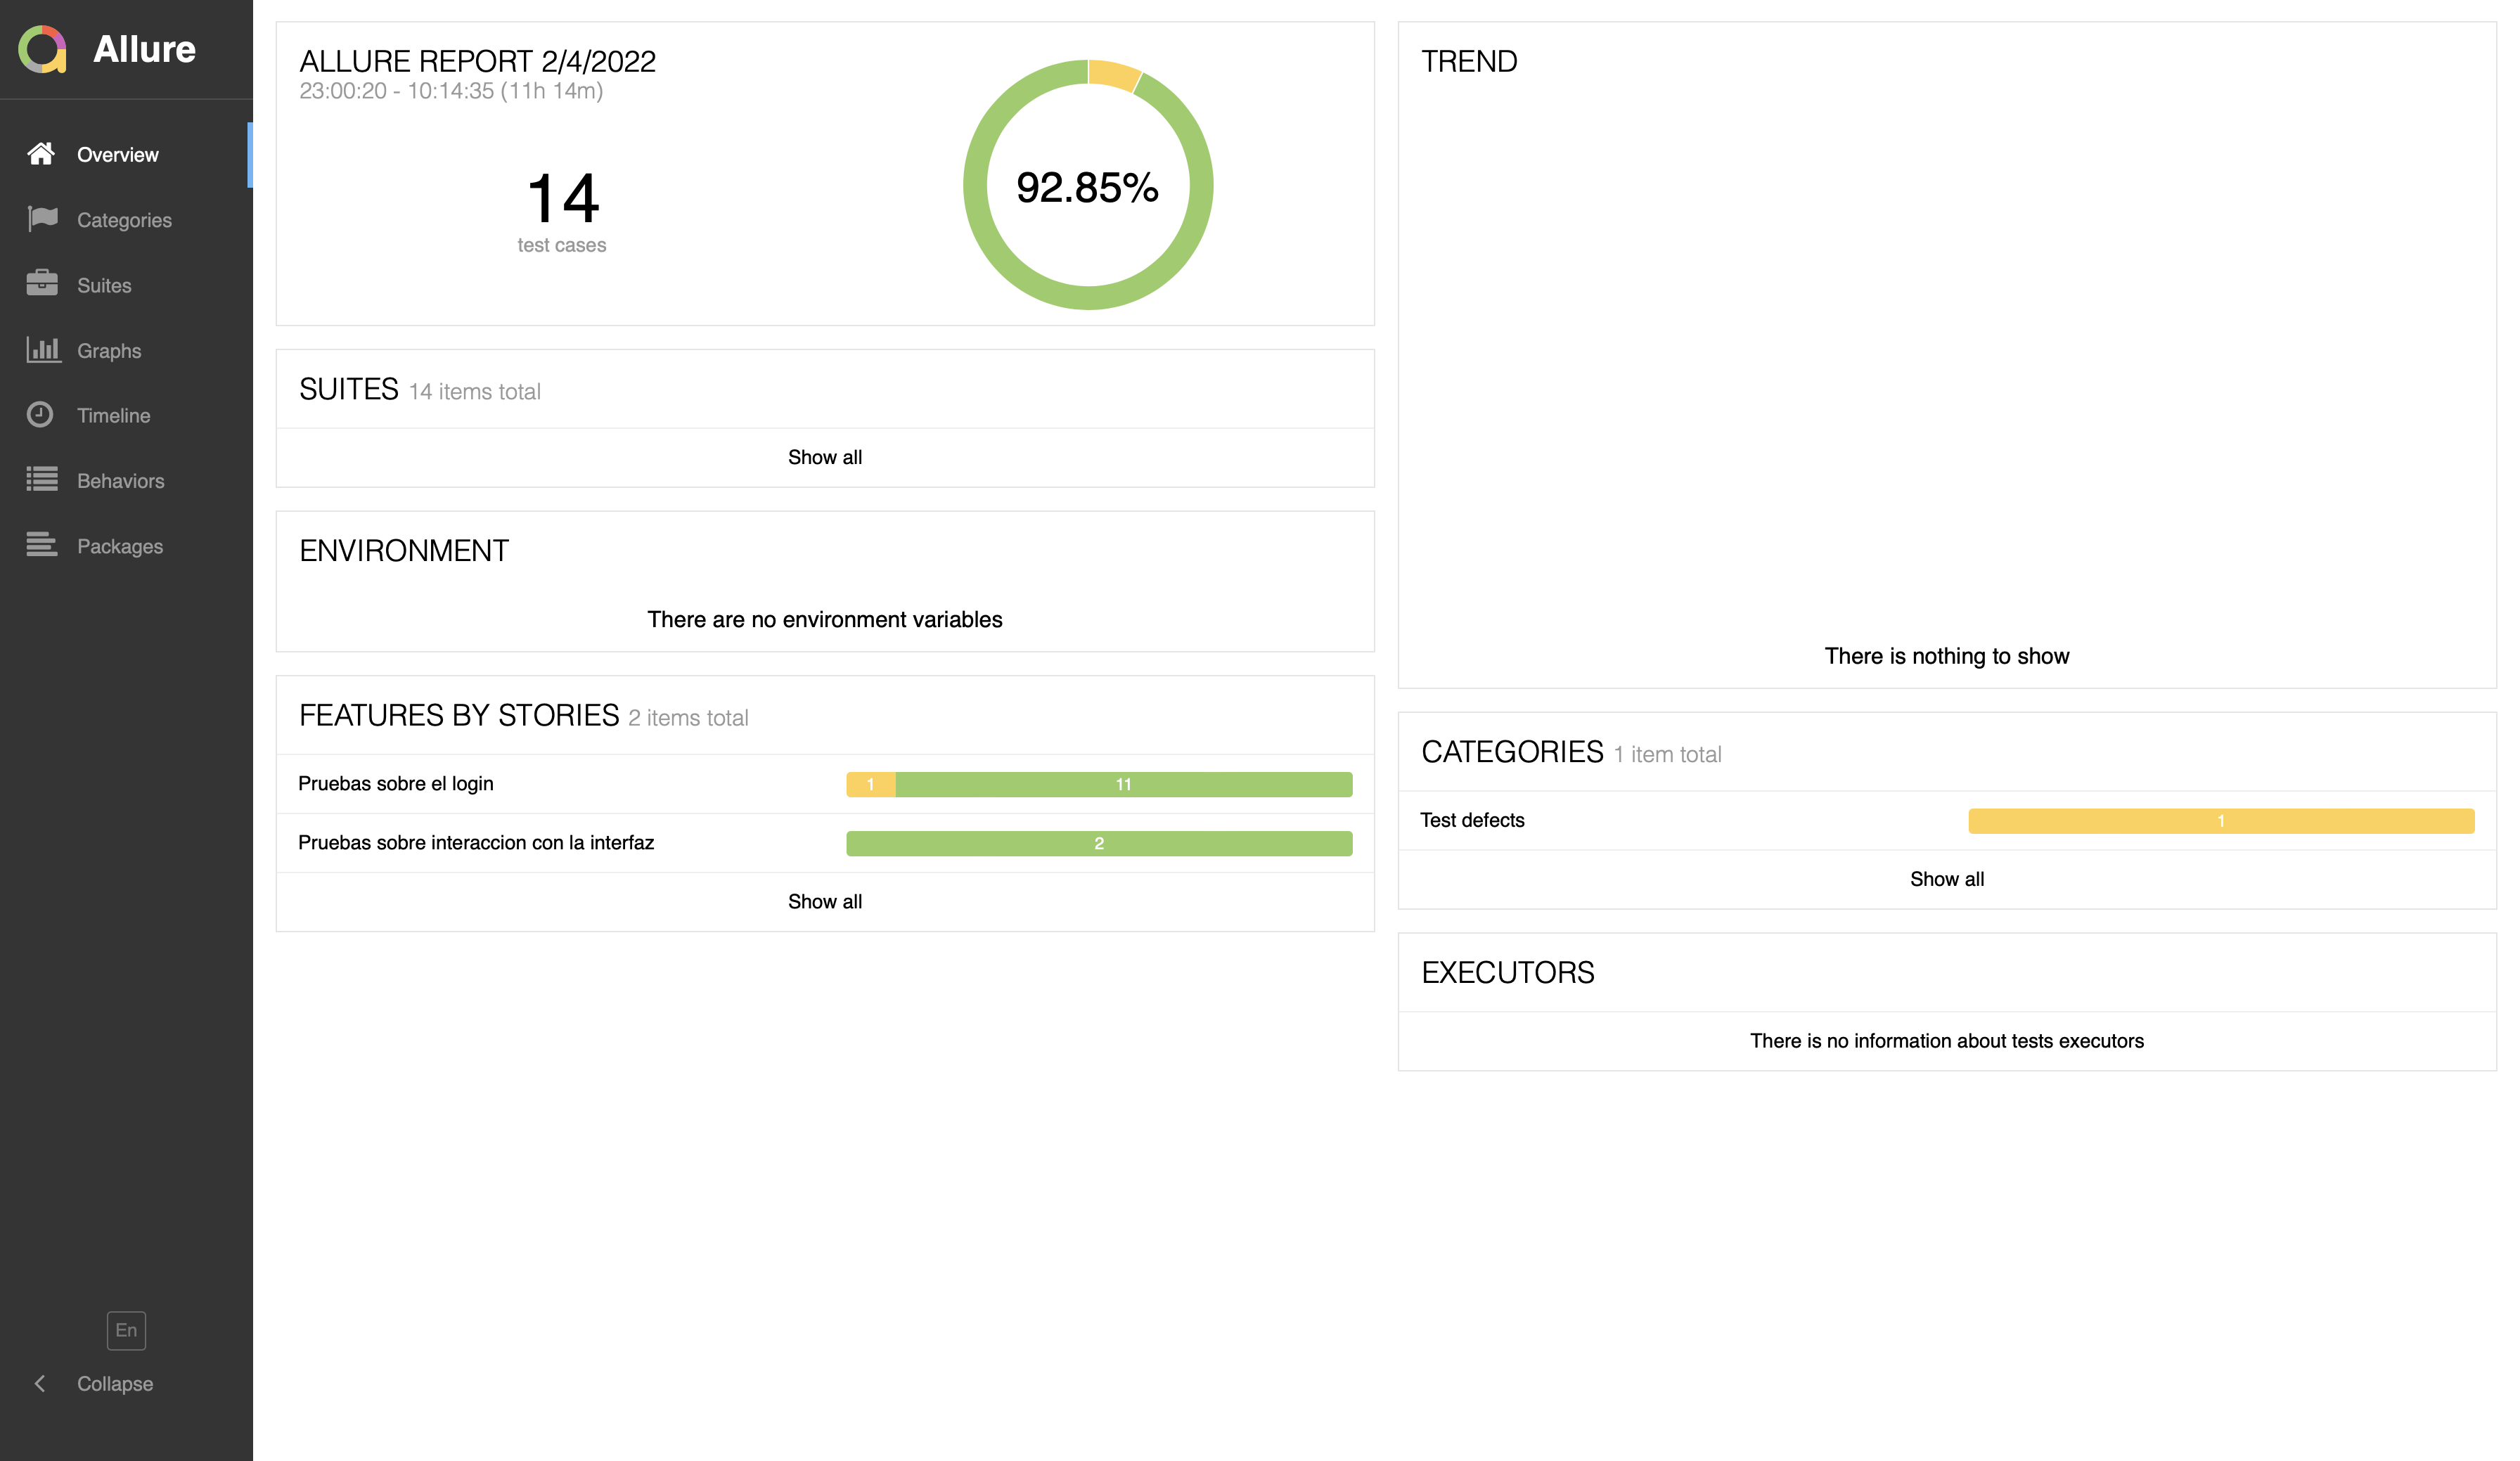 Allure
Overview
Categories
Suites
Graphs
Timeline
Behaviors
Packages
En
Collapse
ALLURE REPORT 2/4/2022
23:00:20 - 10:14:35 (11h 14m)
14
test cases
92.85%
SUITES 14 items total
Show all
ENVIRONMENT
There are no environment variables
FEATURES BY STORIES 2 items total
Pruebas sobre el login 1 11
Pruebas sobre interaccion con la interfaz 2
Show all
TREND
There is nothing to show
CATEGORIES 1 item total
Test defects 1
Show all
EXECUTORS
There is no information about tests executors